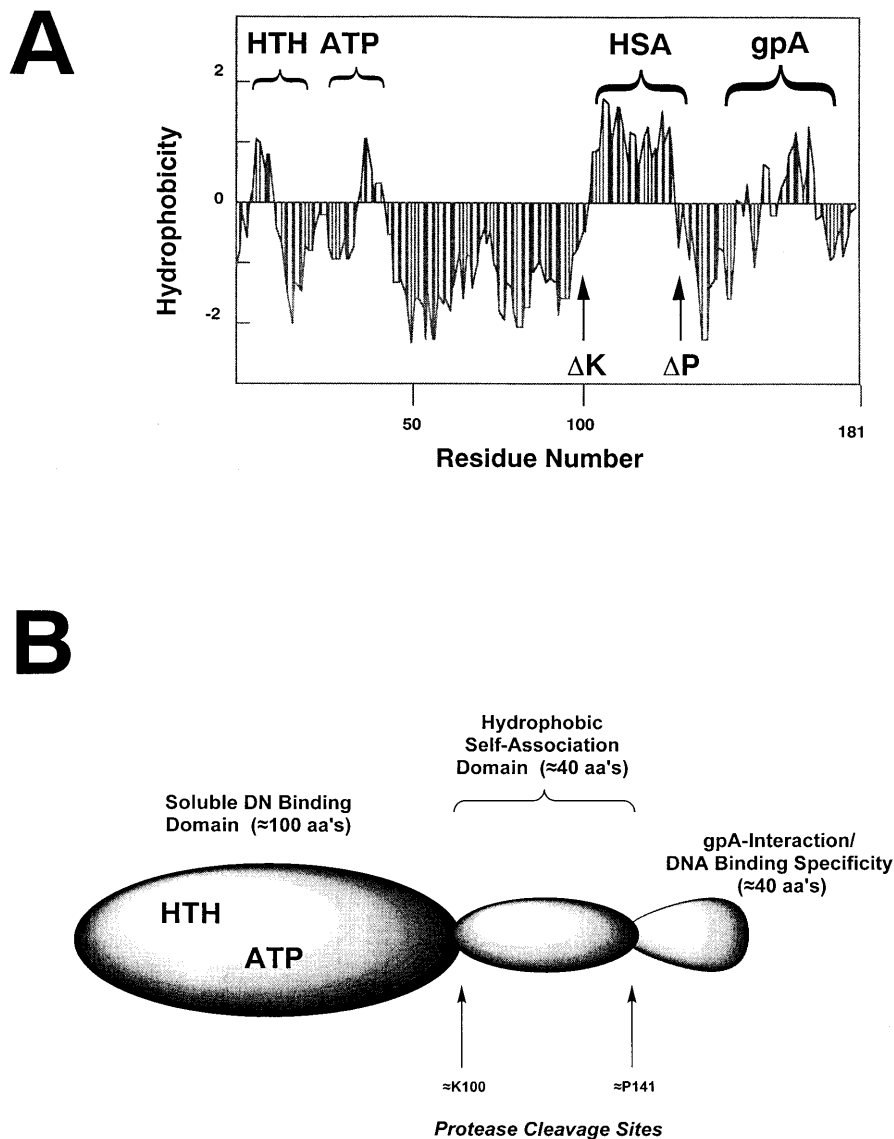 A
HTH ATP HSA gpA
2
0
-2
Hydrophobicity
ΔK ΔP
50 100 181
Residue Number
B
Hydrophobic
Self-Association
Domain (≈40 aa's)
Soluble DN Binding
Domain (≈100 aa's)
gpA-Interaction/
DNA Binding Specificity
(≈40 aa's)
HTH
ATP
≈K100 ≈P141
Protease Cleavage Sites